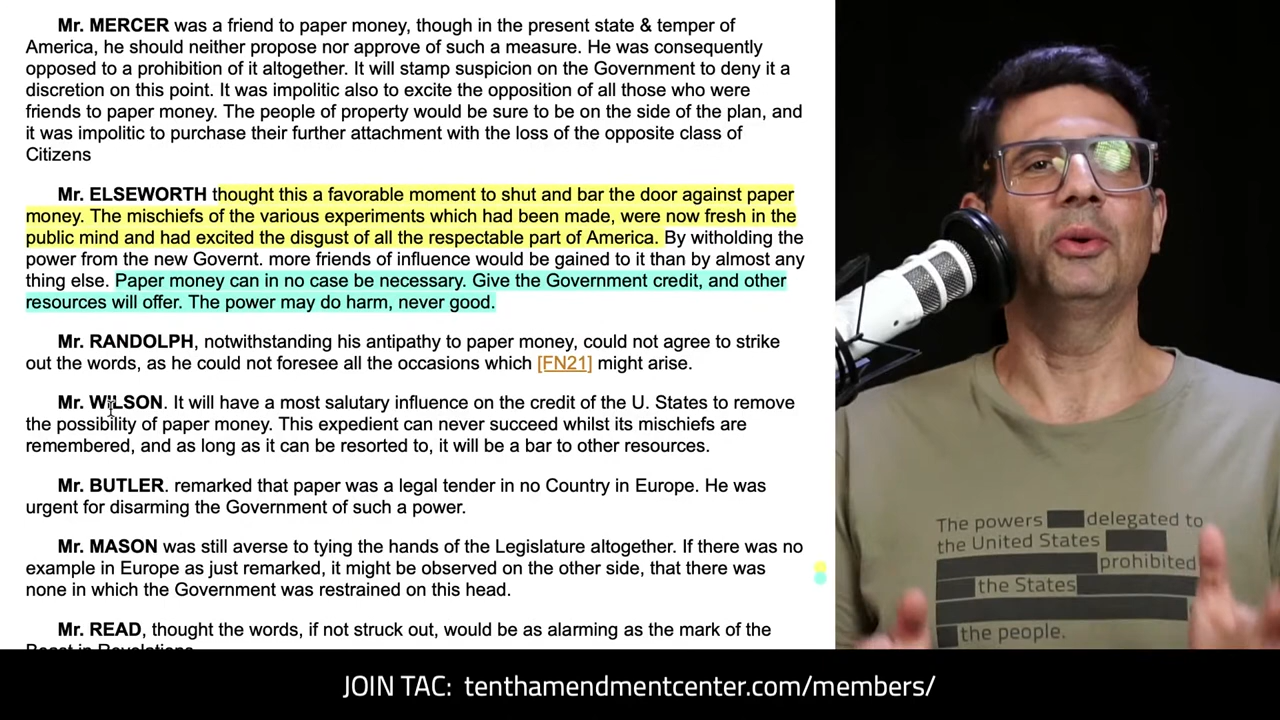 Mr. MERCER was a friend to paper money, though in the present state & temper of
America, he should neither propose nor approve of such a measure. He was consequently
opposed to a prohibition of it altogether. It will stamp suspicion on the Government to deny it a
discretion on this point. It was impolitic also to excite the opposition of all those who were
friends to paper money. The people of property would be sure to be on the side of the plan, and
it was impolitic to purchase their further attachment with the loss of the opposite class of
Citizens
Mr. ELSEWORTH thought this a favorable moment to shut and bar the door against paper
money. The mischiefs of the various experiments which had been made, were now fresh in the
public mind and had excited the disgust of all the respectable part of America. By witholding the
power from the new Governt. more friends of influence would be gained to it than by almost any
thing else. Paper money can in no case be necessary. Give the Government credit, and other
resources will offer. The power may do harm, never good.
Mr. RANDOLPH, notwithstanding his antipathy to paper money, could not agree to strike
out the words, as he could not foresee all the occasions which [FN21] might arise.
Mr. WILSON. It will have a most salutary influence on the credit of the U. States to remove
the possibility of paper money. This expedient can never succeed whilst its mischiefs are
remembered, and as long as it can be resorted to, it will be a bar to other resources.
Mr. BUTLER. remarked that paper was a legal tender in no Country in Europe. He was
urgent for disarming the Government of such a power.
Mr. MASON was still averse to tying the hands of the Legislature altogether. If there was no
example in Europe as just remarked, it might be observed on the other side, that there was
none in which the Government was restrained on this head.
Mr. READ, thought the words, if not struck out, would be as alarming as the mark of the
Beast in Revelations
The powers delegated to
the United States
prohibited
the States
the people.
JOIN TAC: tenthamendmentcenter.com/members/